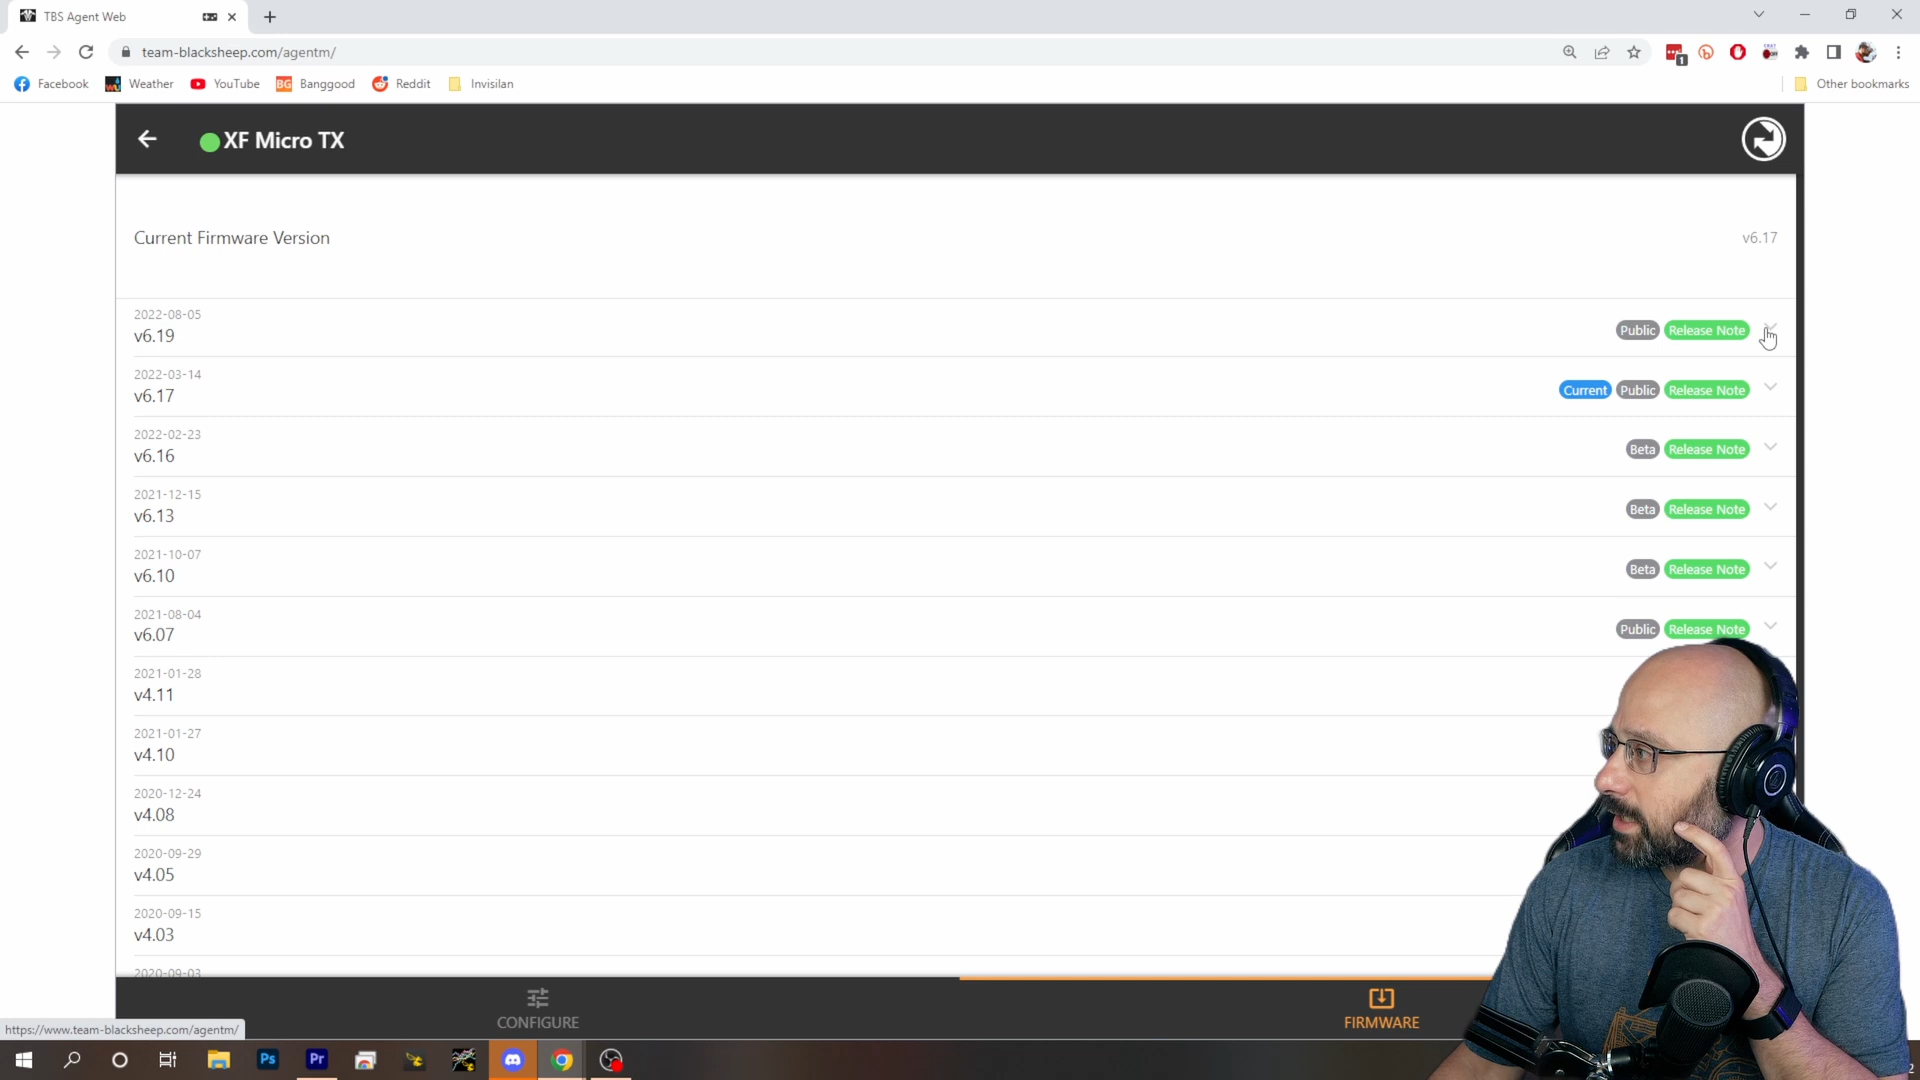 TBS Agent Web
team-blacksheep.com/agentm/
1
Facebook
Weather
YouTube
BG Banggood
Reddit
Invisilan
Other bookmarks
XF Micro TX
Current Firmware Version
v6.17
2022-08-05
v6.19
Public Release Note
2022-03-14
v6.17
Current Public Release Note
2022-02-23
v6.16
Beta Release Note
2021-12-15
v6.13
Beta Release Note
2021-10-07
v6.10
Beta Release Note
2021-08-04
v6.07
Public Release Note
2021-01-28
v4.11
2021-01-27
v4.10
2020-12-24
v4.08
2020-09-29
v4.05
2020-09-15
v4.03
2020-09-03
CONFIGURE
FIRMWARE
https://www.team-blacksheep.com/agentm/
Ps
Pr
2